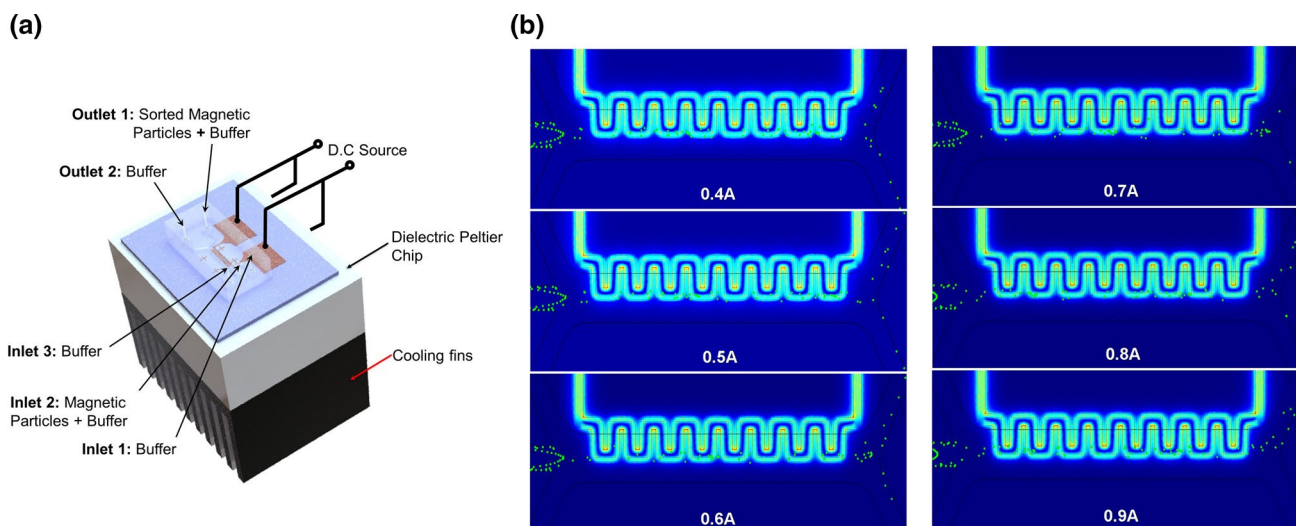 (a)
Outlet 1: Sorted Magnetic
Particles + Buffer
Outlet 2: Buffer
D.C Source
Dielectric Peltier
Chip
Inlet 3: Buffer
Cooling fins
Inlet 2: Magnetic
Particles + Buffer
Inlet 1: Buffer
(b)
0.4A
0.7A
0.5A
0.8A
0.6A
0.9A